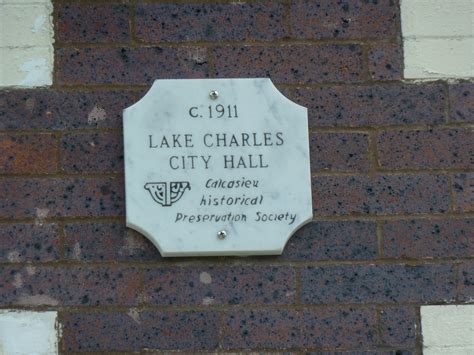 c. 1911
LAKE CHARLES
CITY HALL
Calcasieu
historical
Preservation Society